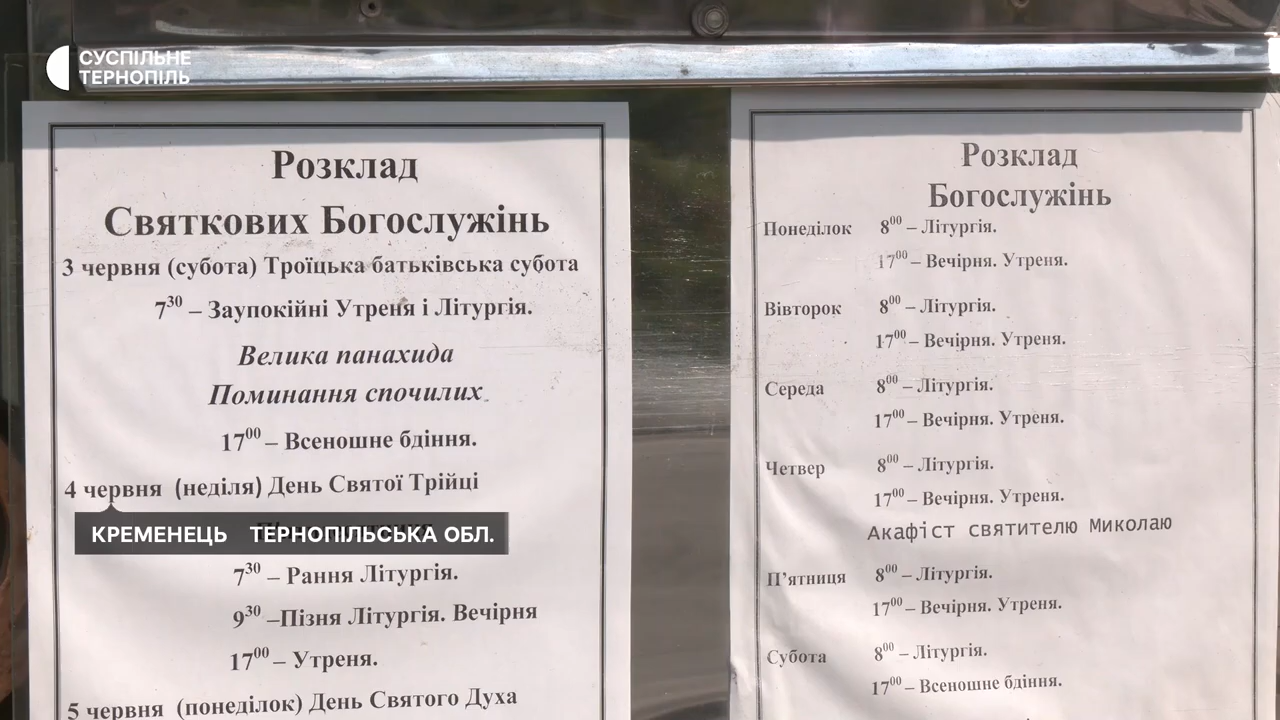 СУСПІЛЬНЕ
ТЕРНОПІЛЬ
Розклад
Святкових Богослужінь
3 червня (субота) Троїцька батьківська субота
7³⁰ – Заупокійні Утреня і Літургія.
Велика панахида
Поминання спочилих
17⁰⁰ – Всеношне бдіння.
4 червня (неділя) День Святої Трійці
КРЕМЕНЕЦЬ ТЕРНОПІЛЬСЬКА ОБЛ.
7³⁰ – Рання Літургія.
9³⁰ –Пізня Літургія. Вечірня
17⁰⁰ – Утреня.
5 червня (понеділок) День Святого Духа
Розклад
Богослужінь
Понеділок 8⁰⁰ – Літургія.
17⁰⁰ – Вечірня. Утреня.
Вівторок 8⁰⁰ – Літургія.
17⁰⁰ – Вечірня. Утреня.
Середа 8⁰⁰ – Літургія.
17⁰⁰ – Вечірня. Утреня.
Четвер 8⁰⁰ – Літургія.
17⁰⁰ – Вечірня. Утреня.
Акафіст святителю Миколаю
П’ятниця 8⁰⁰ – Літургія.
17⁰⁰ – Вечірня. Утреня.
Субота 8⁰⁰ – Літургія.
17⁰⁰ – Всеношне бдіння.